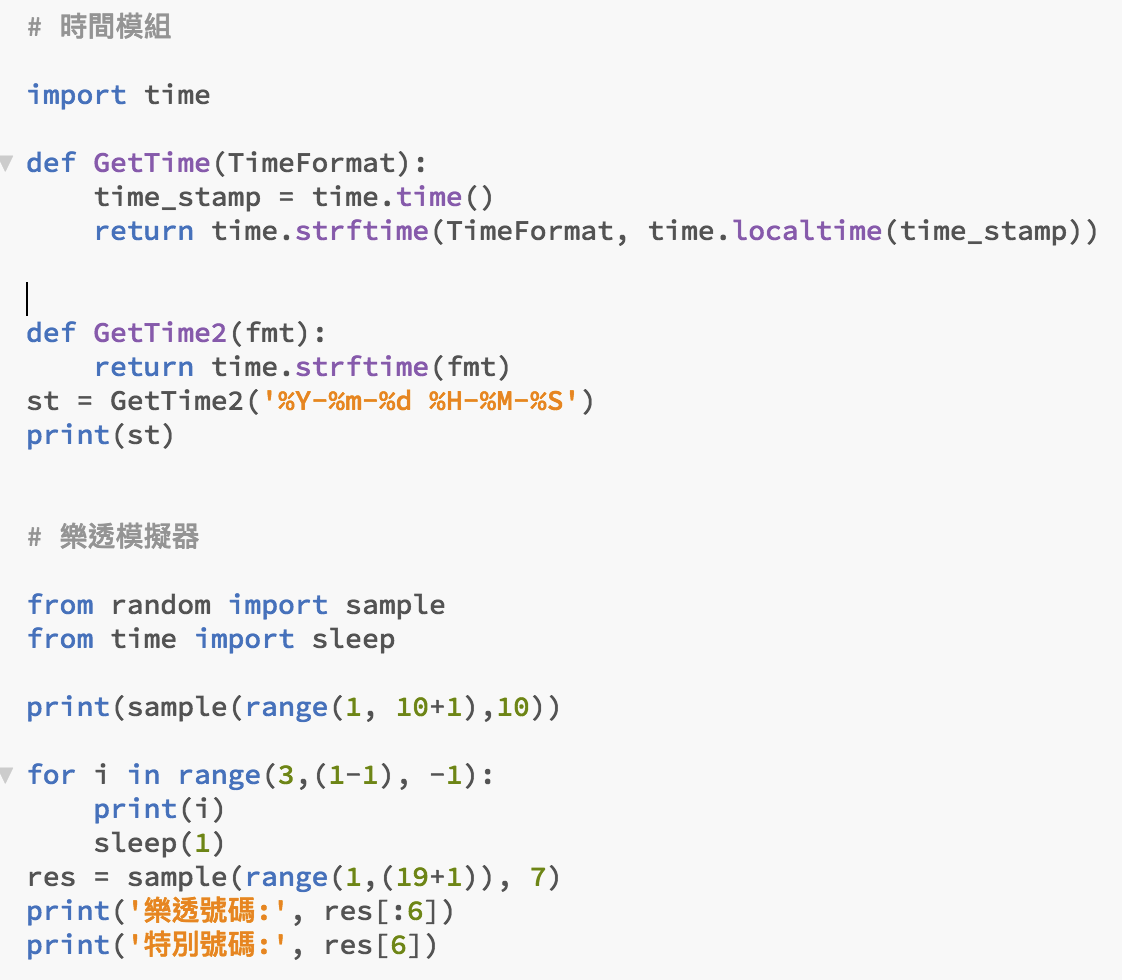 # 時間模組
import time
def GetTime(TimeFormat):
    time_stamp = time.time()
    return time.strftime(TimeFormat, time.localtime(time_stamp))
def GetTime2(fmt):
    return time.strftime(fmt)
st = GetTime2('%Y-%m-%d %H-%M-%S')
print(st)
# 樂透模擬器
from random import sample
from time import sleep
print(sample(range(1, 10+1),10))
for i in range(3,(1-1), -1):
    print(i)
    sleep(1)
res = sample(range(1,(19+1)), 7)
print('樂透號碼:', res[:6])
print('特別號碼:', res[6])